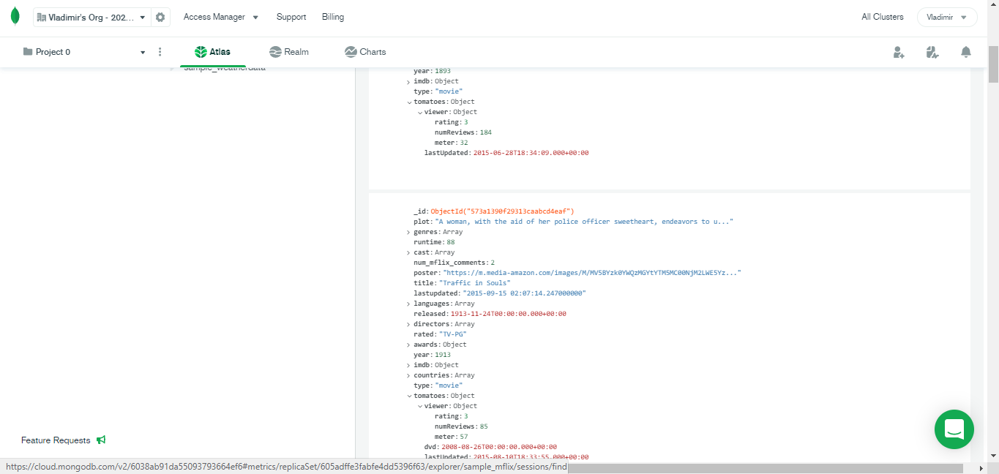 Vladimir's Org - 202... Access Manager Support Billing All Clusters Vladimir
Project 0 Atlas Realm Charts
sample_weatherdata
year: 1893
imdb: Object
type: "movie"
tomatoes: Object
viewer: Object
rating: 3
numReviews: 184
meter: 32
lastUpdated: 2015-06-28T18:34:09.000+00:00
_id: ObjectId("573a1390f29313caabcd4eaf")
plot: "A woman, with the aid of her police officer sweetheart, endeavors to u..."
genres: Array
runtime: 88
cast: Array
num_mflix_comments: 2
poster: "https://m.media-amazon.com/images/M/MV5BYzk0YWQzMGYtYTM5MC00NjM2LWE5Yz..."
title: "Traffic in Souls"
lastupdated: "2015-09-15 02:07:14.247000000"
languages: Array
released: 1913-11-24T00:00:00.000+00:00
directors: Array
rated: "TV-PG"
awards: Object
year: 1913
imdb: Object
countries: Array
type: "movie"
tomatoes: Object
viewer: Object
rating: 3
numReviews: 85
meter: 57
dvd: 2008-08-26T00:00:00.000+00:00
lastUpdated: 2015-08-10T18:33:55.000+00:00
Feature Requests
https://cloud.mongodb.com/v2/6038ab91da55093793664ef6#metrics/replicaSet/605adffe3fabfe4dd5396f63/explorer/sample_mflix/sessions/find